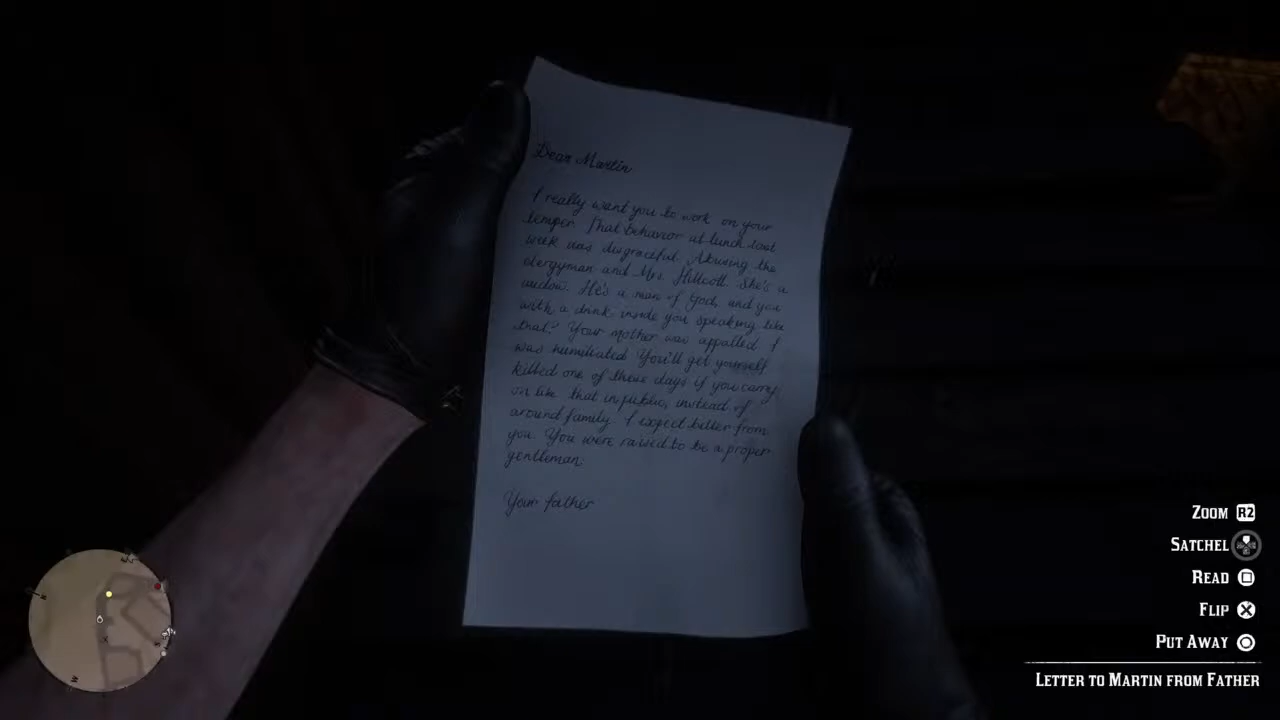 Dear Martin
I really want you to work on your
temper. That behavior at lunch last
week was disgraceful. Abusing the
clergyman and Mrs. Hillcott. She's a
widow. He's a man of God, and you
with a drink inside you speaking like
that? Your mother was appalled. I
was humiliated. You'll get yourself
killed one of these days if you carry
on like that in public, instead of
around family. I expect better from
you. You were raised to be a proper
gentleman.
Your father
ZOOM R2
SATCHEL
READ
FLIP
PUT AWAY
LETTER TO MARTIN FROM FATHER